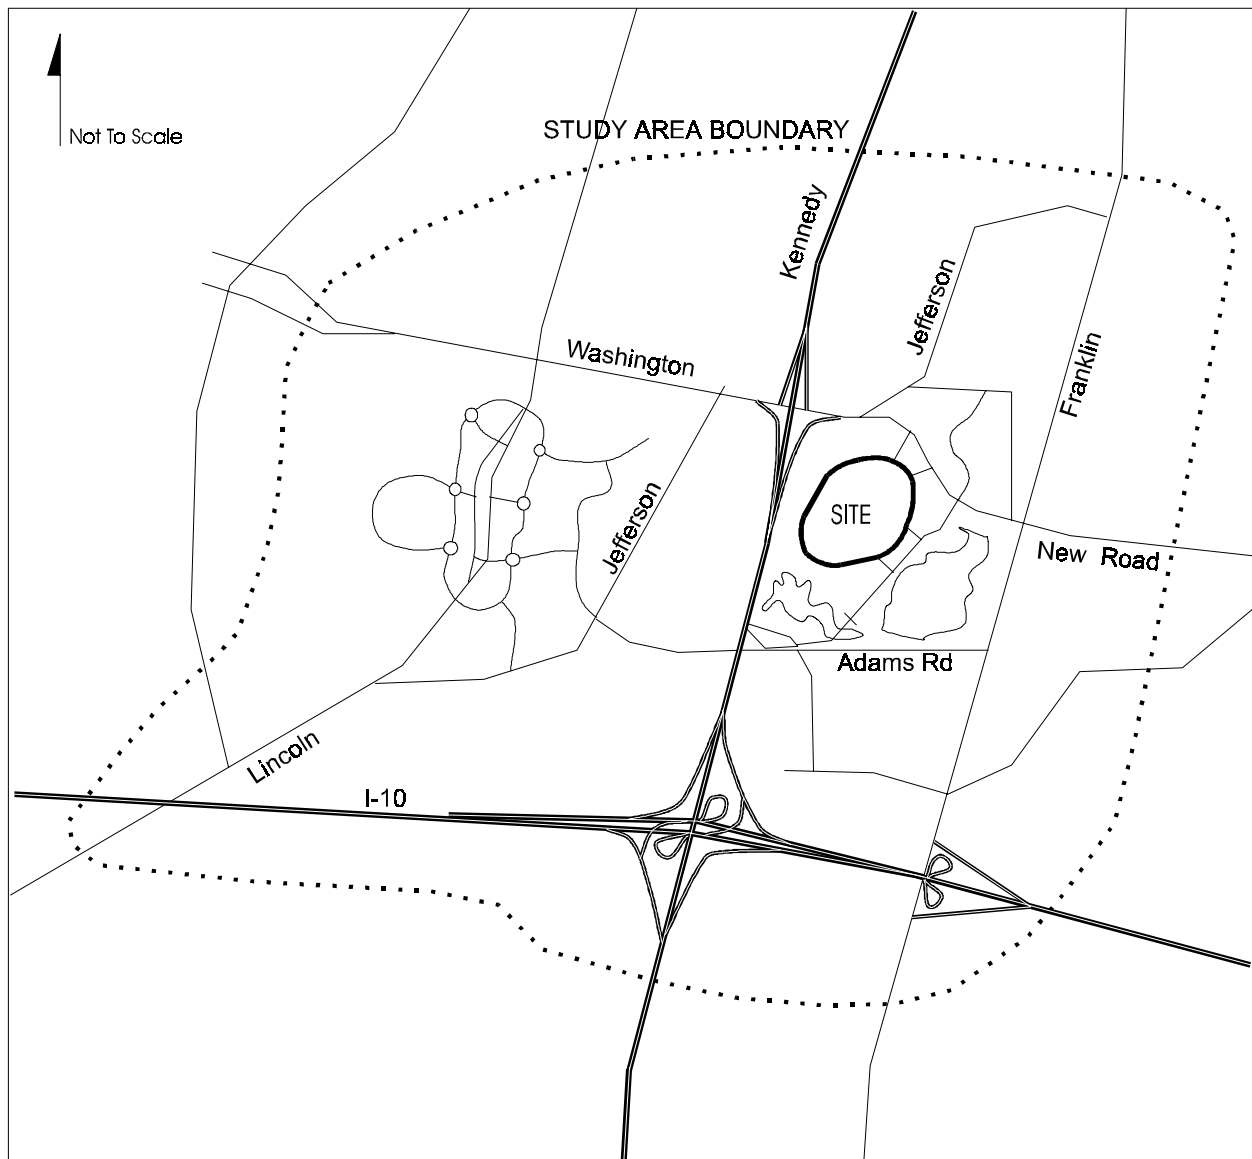 STUDY AREA BOUNDARY
Not To Scale
Kennedy
Jefferson
Washington
Franklin
Jefferson
SITE
New Road
Adams Rd
Lincoln
I-10